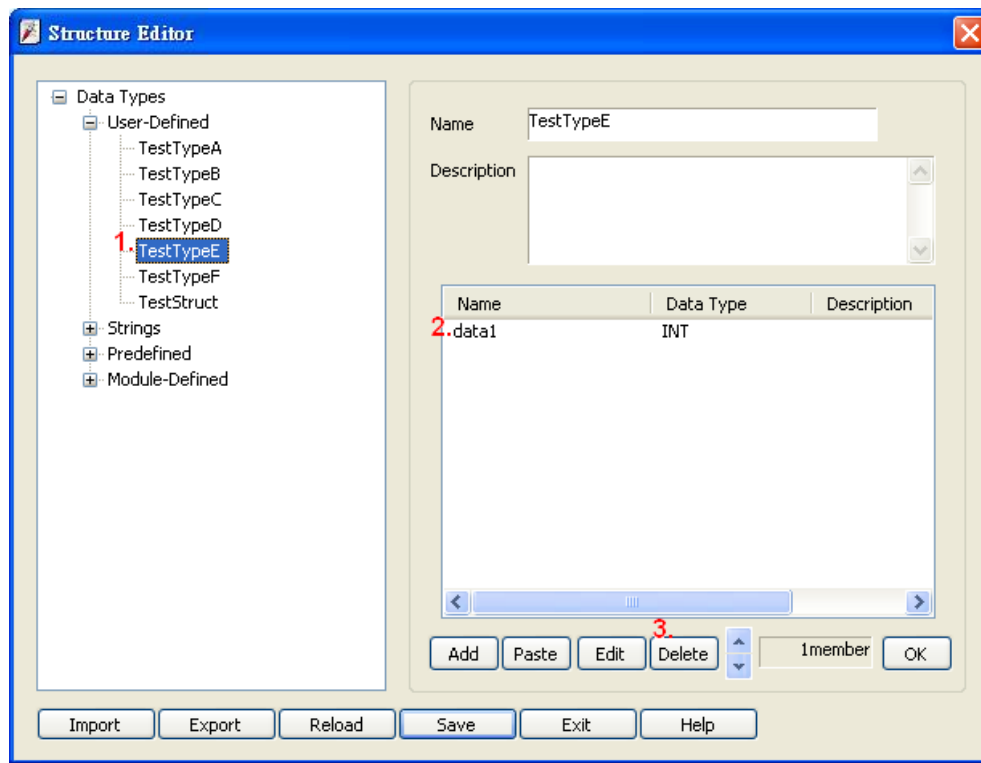 Structure Editor
Data Types
User-Defined
TestTypeA
TestTypeB
TestTypeC
TestTypeD
1. TestTypeE
TestTypeF
TestStruct
Strings
Predefined
Module-Defined
Name TestTypeE
Description
Name Data Type Description
2. data1 INT
3.
Add Paste Edit Delete 1member OK
Import Export Reload Save Exit Help